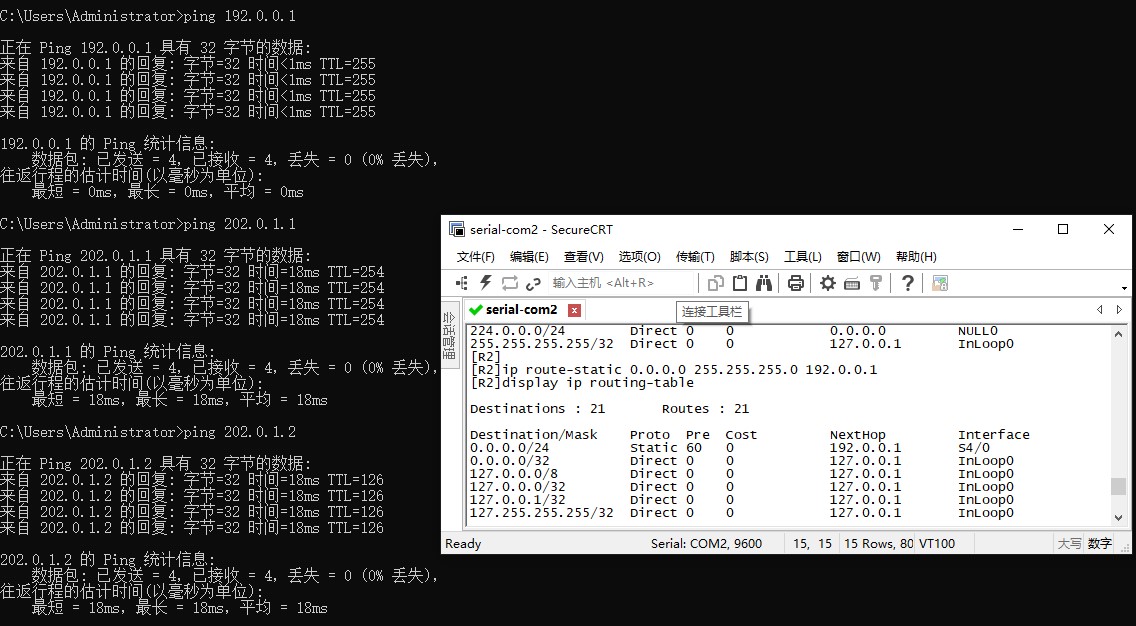 C:\Users\Administrator>ping 192.0.0.1
正在 Ping 192.0.0.1 具有 32 字节的数据:
来自 192.0.0.1 的回复: 字节=32 时间<1ms TTL=255
来自 192.0.0.1 的回复: 字节=32 时间<1ms TTL=255
来自 192.0.0.1 的回复: 字节=32 时间<1ms TTL=255
来自 192.0.0.1 的回复: 字节=32 时间<1ms TTL=255
192.0.0.1 的 Ping 统计信息:
数据包: 已发送 = 4，已接收 = 4，丢失 = 0 (0% 丢失)，
往返行程的估计时间(以毫秒为单位):
最短 = 0ms，最长 = 0ms，平均 = 0ms
C:\Users\Administrator>ping 202.0.1.1
正在 Ping 202.0.1.1 具有 32 字节的数据:
来自 202.0.1.1 的回复: 字节=32 时间=18ms TTL=254
来自 202.0.1.1 的回复: 字节=32 时间=18ms TTL=254
来自 202.0.1.1 的回复: 字节=32 时间=18ms TTL=254
来自 202.0.1.1 的回复: 字节=32 时间=18ms TTL=254
202.0.1.1 的 Ping 统计信息:
数据包: 已发送 = 4，已接收 = 4，丢失 = 0 (0% 丢失)，
往返行程的估计时间(以毫秒为单位):
最短 = 18ms，最长 = 18ms，平均 = 18ms
C:\Users\Administrator>ping 202.0.1.2
正在 Ping 202.0.1.2 具有 32 字节的数据:
来自 202.0.1.2 的回复: 字节=32 时间=18ms TTL=126
来自 202.0.1.2 的回复: 字节=32 时间=18ms TTL=126
来自 202.0.1.2 的回复: 字节=32 时间=18ms TTL=126
来自 202.0.1.2 的回复: 字节=32 时间=18ms TTL=126
202.0.1.2 的 Ping 统计信息:
数据包: 已发送 = 4，已接收 = 4，丢失 = 0 (0% 丢失)，
往返行程的估计时间(以毫秒为单位):
最短 = 18ms，最长 = 18ms，平均 = 18ms
serial-com2 - SecureCRT
文件(F) 编辑(E) 查看(V) 选项(O) 传输(T) 脚本(S) 工具(L) 窗口(W) 帮助(H)
输入主机 <Alt+R>
serial-com2
连接工具栏
会话管理
224.0.0.0/24 Direct 0 0 0.0.0.0 NULL0
255.255.255.255/32 Direct 0 0 127.0.0.1 InLoop0
[R2]
[R2]ip route-static 0.0.0.0 255.255.255.0 192.0.0.1
[R2]display ip routing-table
Destinations : 21 Routes : 21
Destination/Mask Proto Pre Cost NextHop Interface
0.0.0.0/24 Static 60 0 192.0.0.1 S4/0
0.0.0.0/32 Direct 0 0 127.0.0.1 InLoop0
127.0.0.0/8 Direct 0 0 127.0.0.1 InLoop0
127.0.0.0/32 Direct 0 0 127.0.0.1 InLoop0
127.0.0.1/32 Direct 0 0 127.0.0.1 InLoop0
127.255.255.255/32 Direct 0 0 127.0.0.1 InLoop0
Ready Serial: COM2, 9600 15, 15 15 Rows, 80 VT100 大写 数字